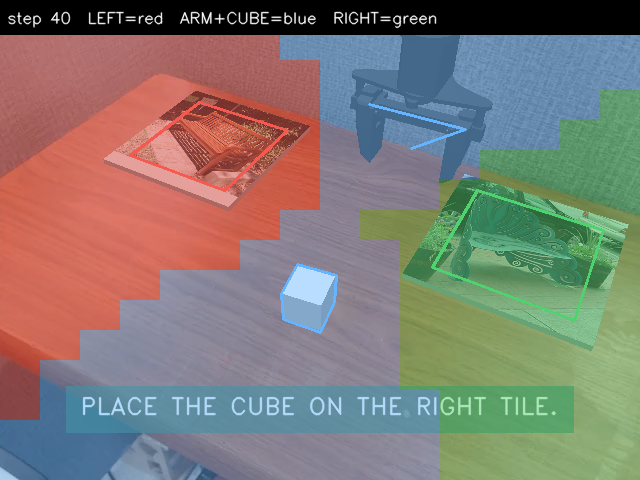 step 40 LEFT=red ARM+CUBE=blue RIGHT=green
PLACE THE CUBE ON THE RIGHT TILE.